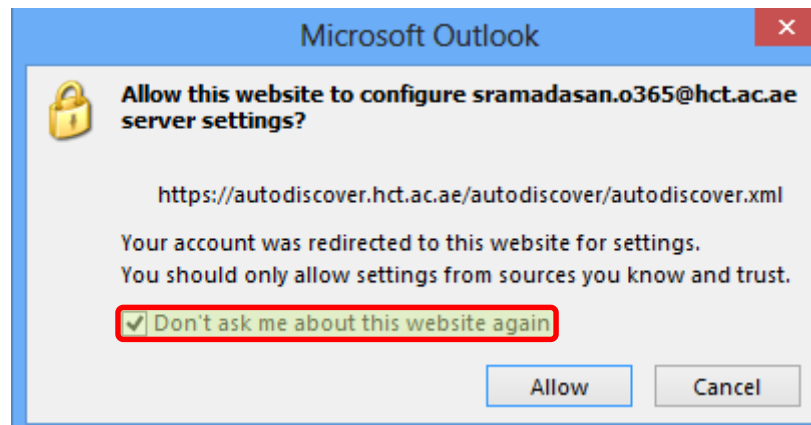 Microsoft Outlook
Allow this website to configure sramadasan.o365@hct.ac.ae
server settings?
https://autodiscover.hct.ac.ae/autodiscover/autodiscover.xml
Your account was redirected to this website for settings.
You should only allow settings from sources you know and trust.
Don't ask me about this website again
Allow Cancel